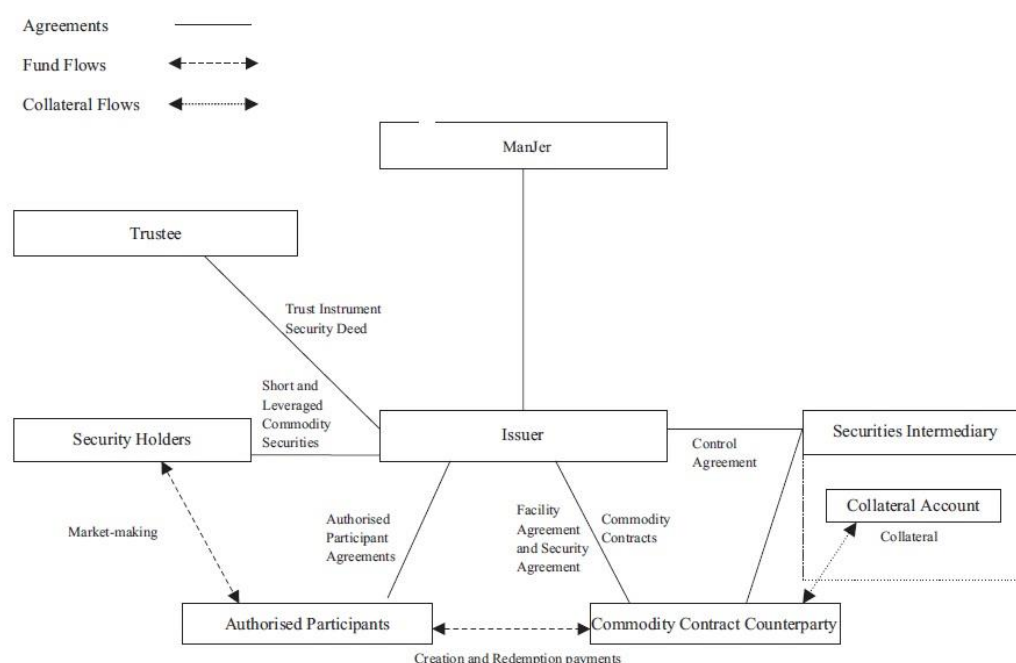 Agreements
Fund Flows
Collateral Flows
ManJer
Trustee
Trust Instrument
Security Deed
Short and
Leveraged
Commodity
Securities
Security Holders
Issuer
Control
Agreement
Securities Intermediary
Collateral Account
Collateral
Market-making
Authorised
Participant
Agreements
Facility
Agreement
and Security
Agreement
Commodity
Contracts
Authorised Participants
Commodity Contract Counterparty
Creation and Redemption payments